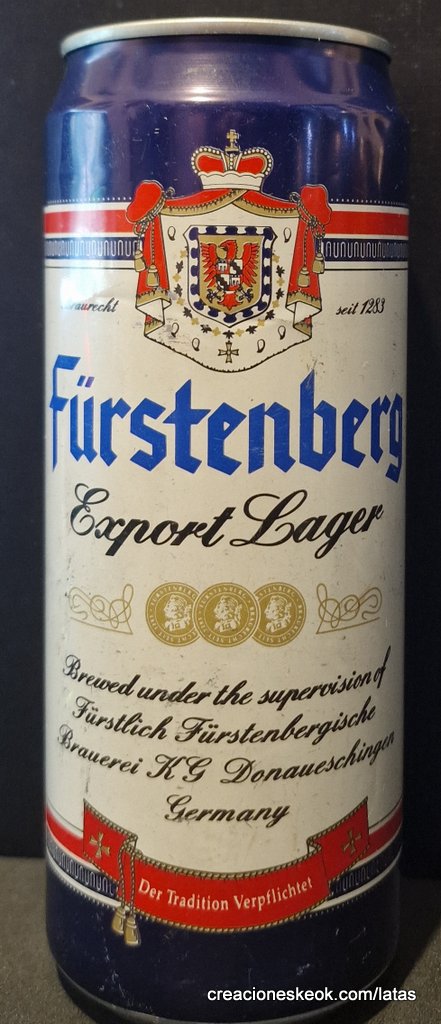 seit 1283
Fürstenberg
Export Lager
Brewed under the supervision of
Fürstlich Fürstenbergische
Brauerei KG Donaueschingen
Germany
Der Tradition Verpflichtet
creacioneskeok.com/latas